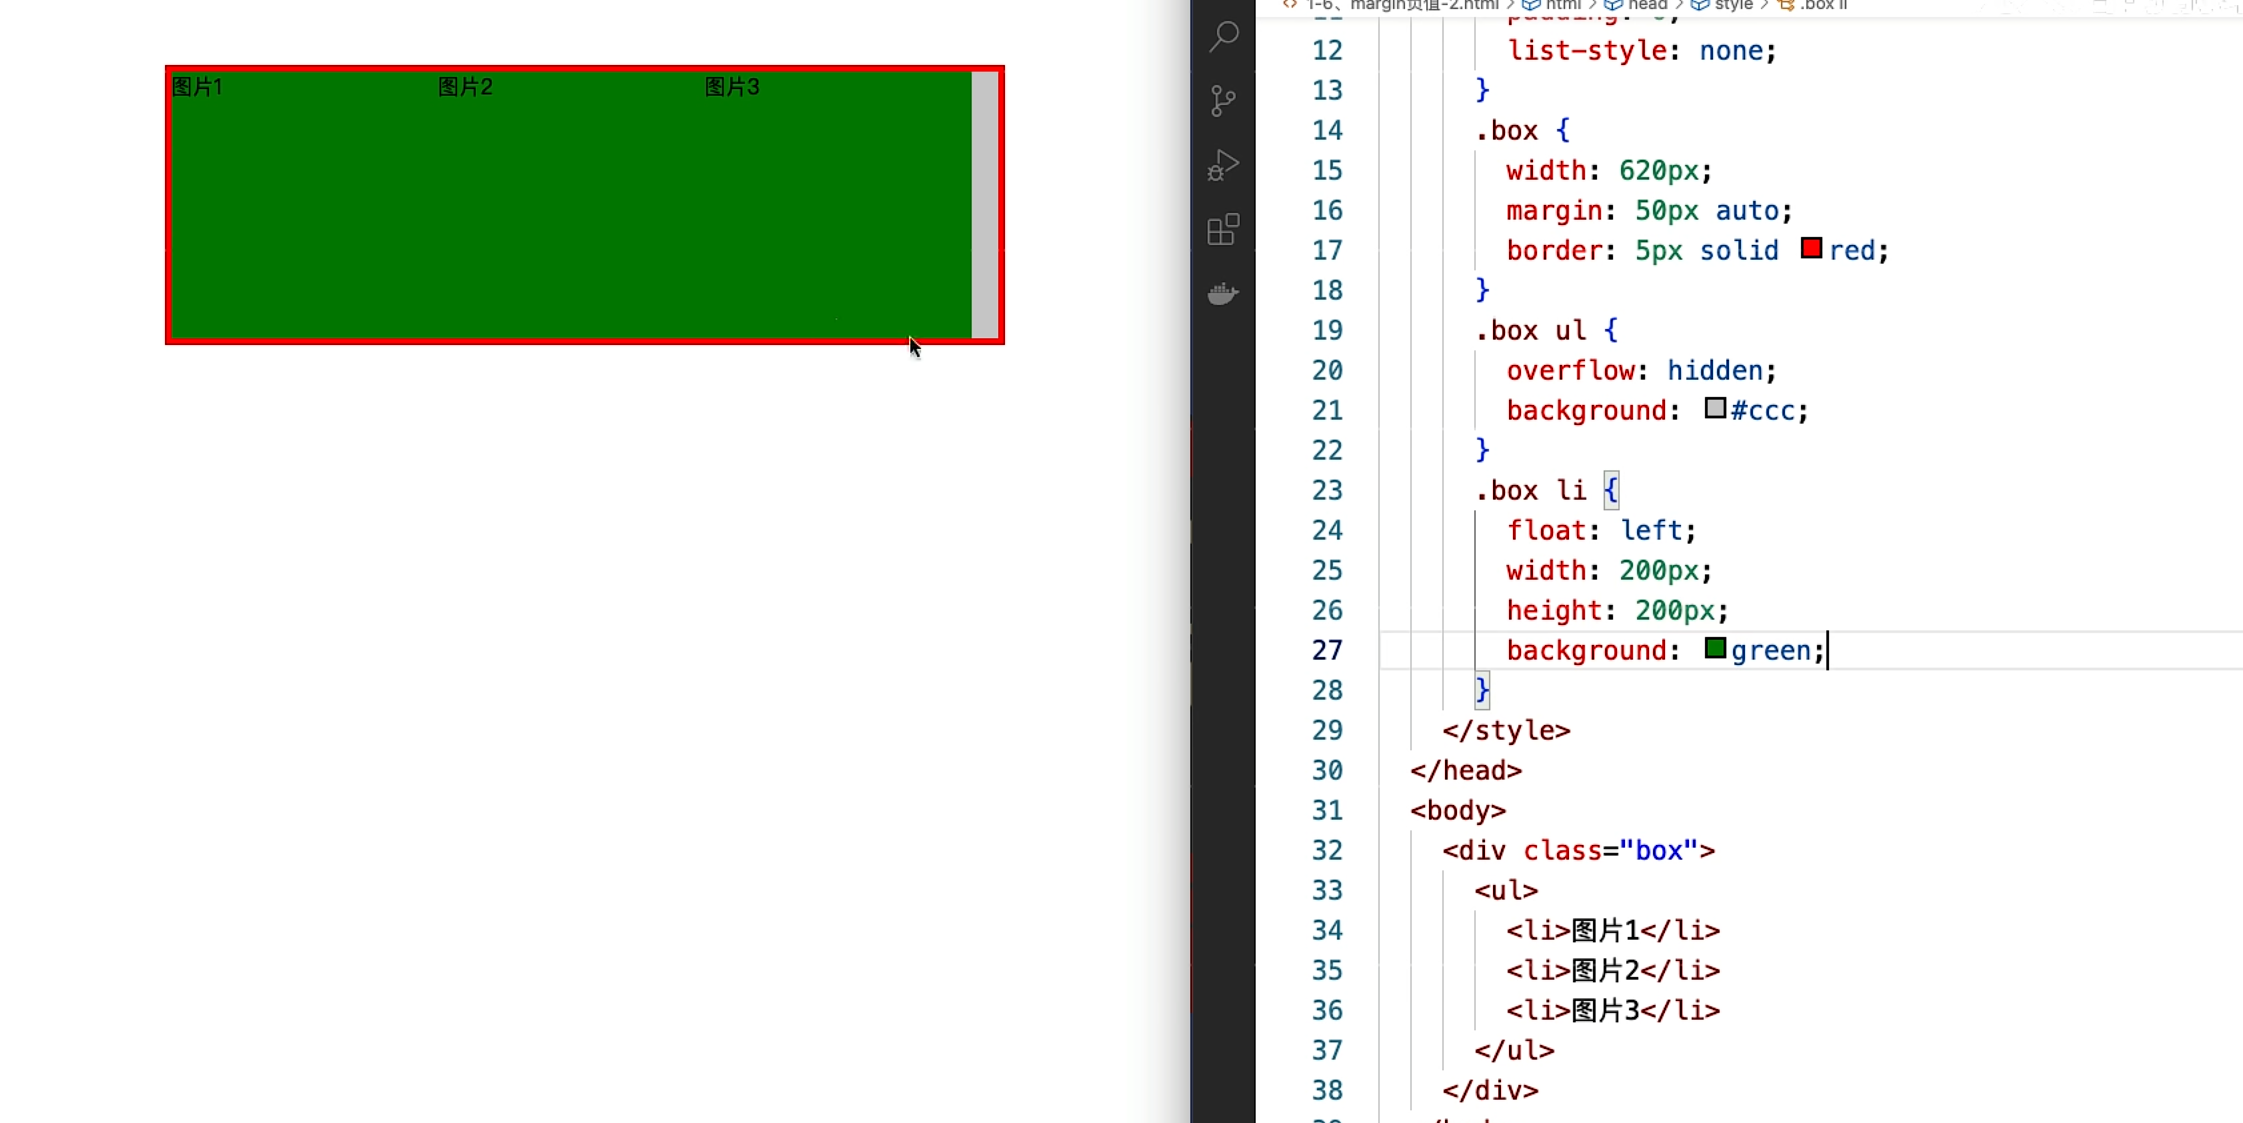 图片1 图片2 图片3
1-6、margin负值-2.html > html > head > style > .box li
12 list-style: none;
13 }
14 .box {
15 width: 620px;
16 margin: 50px auto;
17 border: 5px solid red;
18 }
19 .box ul {
20 overflow: hidden;
21 background: #ccc;
22 }
23 .box li {
24 float: left;
25 width: 200px;
26 height: 200px;
27 background: green;
28 }
29 </style>
30 </head>
31 <body>
32 <div class="box">
33 <ul>
34 <li>图片1</li>
35 <li>图片2</li>
36 <li>图片3</li>
37 </ul>
38 </div>